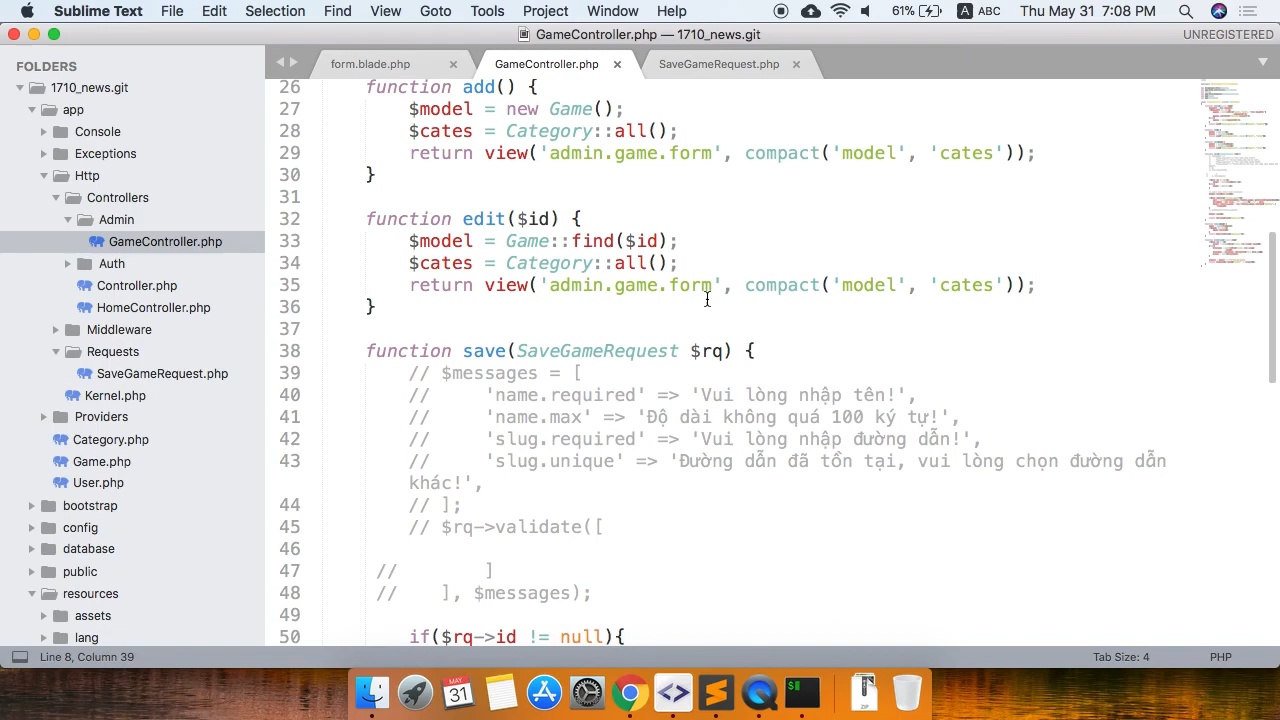 Sublime Text File Edit Selection Find View Goto Tools Project Window Help 61% A ABC Thu May 31 7:08 PM
GameController.php — 1710_news.git UNREGISTERED
FOLDERS
1710_news.git
app
Console
Exceptions
Http
Controllers
Admin
GameController.php
Auth
Controller.php
HomeController.php
Middleware
Requests
SaveGameRequest.php
Kernel.php
Providers
Category.php
Game.php
User.php
bootstrap
config
database
public
resources
assets
lang
form.blade.php × GameController.php × SaveGameRequest.php ×
26 function add() {
27 $model = new Game();
28 $cates = Category::all();
29 return view('admin.game.form', compact('model', 'cates'));
30 }
31
32 function edit($id) {
33 $model = Game::find($id);
34 $cates = Category::all();
35 return view('admin.game.form', compact('model', 'cates'));
36 }
37
38 function save(SaveGameRequest $rq) {
39 // $messages = [
40 // 'name.required' => 'Vui lòng nhập tên!',
41 // 'name.max' => 'Độ dài không quá 100 ký tự!',
42 // 'slug.required' => 'Vui lòng nhập đường dẫn!',
43 // 'slug.unique' => 'Đường dẫn đã tồn tại, vui lòng chọn đường dẫn
khác!',
44 // ];
45 // $rq->validate([
46
47 // ]
48 // ], $messages);
49
50 if($rq->id != null){
Line 8, Column 39 Tab Size: 4 PHP
MAY
31
ZIP